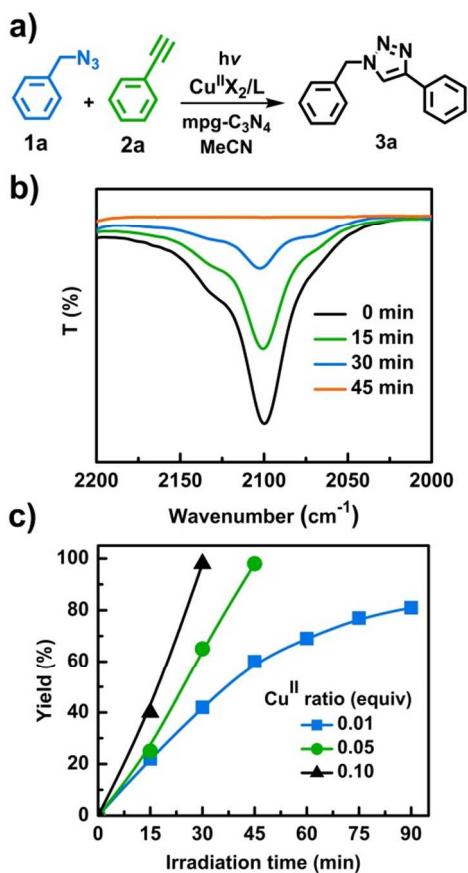 a)
N₃
+
hν
CuᴵᴵX₂/L
mpg-C₃N₄
MeCN
N
N
N
1a
2a
3a
b)
T (%)
0 min
15 min
30 min
45 min
2200
2150
2100
2050
2000
Wavenumber (cm⁻¹)
c)
Yield (%)
100
80
60
40
20
0
Cuᴵᴵ ratio (equiv)
0.01
0.05
0.10
0
15
30
45
60
75
90
Irradiation time (min)